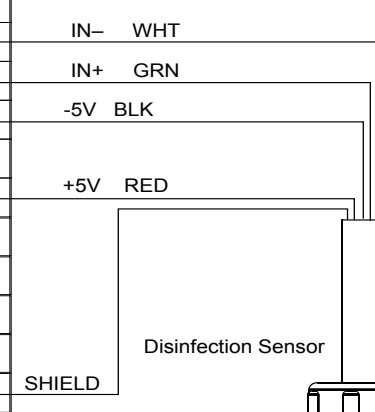 IN– WHT
IN+ GRN
-5V BLK
+5V RED
Disinfection Sensor
SHIELD